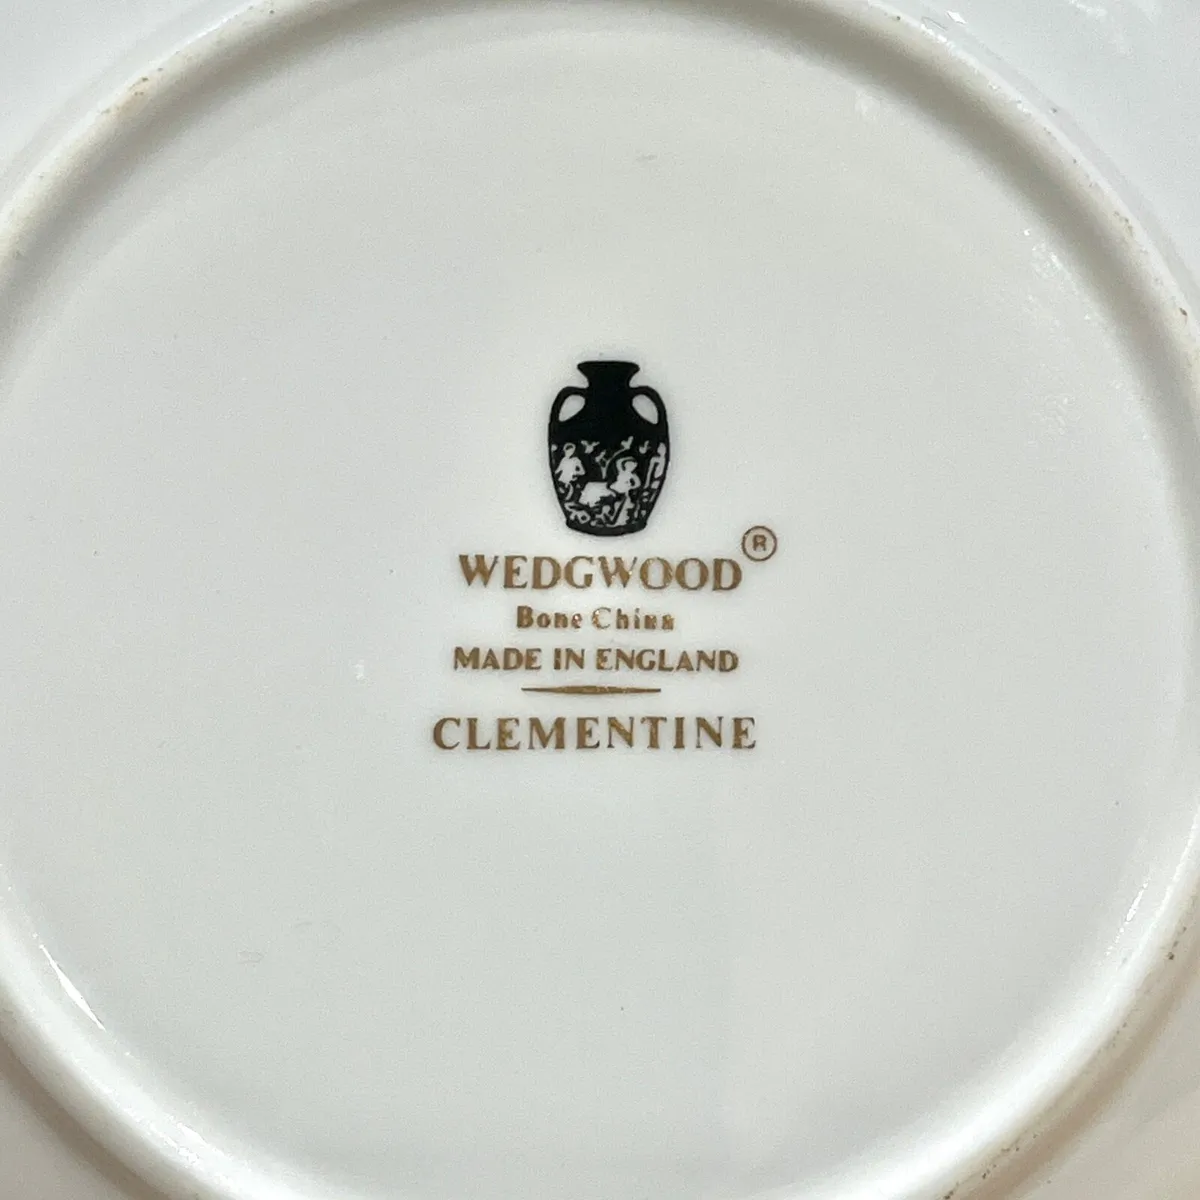 WEDGWOOD®
Bone China
MADE IN ENGLAND
CLEMENTINE